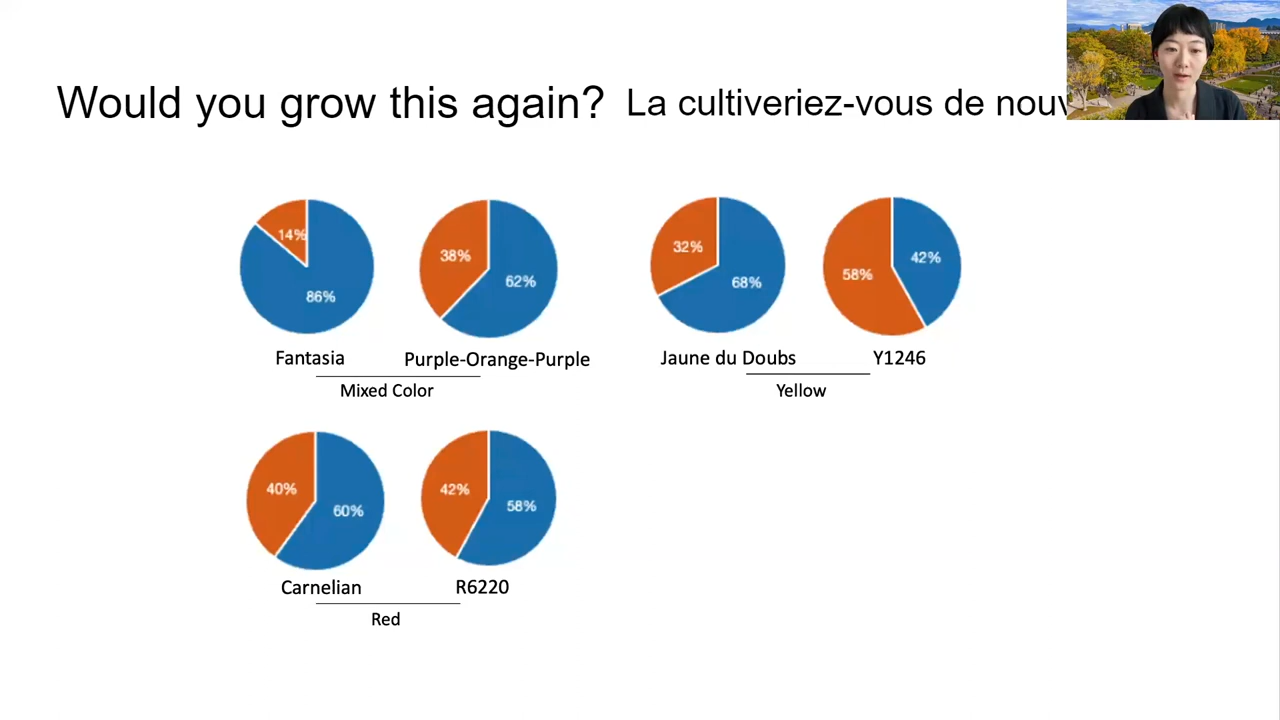 Would you grow this again? La cultiveriez-vous de
14%
86%
38%
62%
32%
68%
58%
42%
Fantasia
Purple-Orange-Purple
Jaune du Doubs
Y1246
Mixed Color
Yellow
40%
60%
42%
58%
Carnelian
R6220
Red